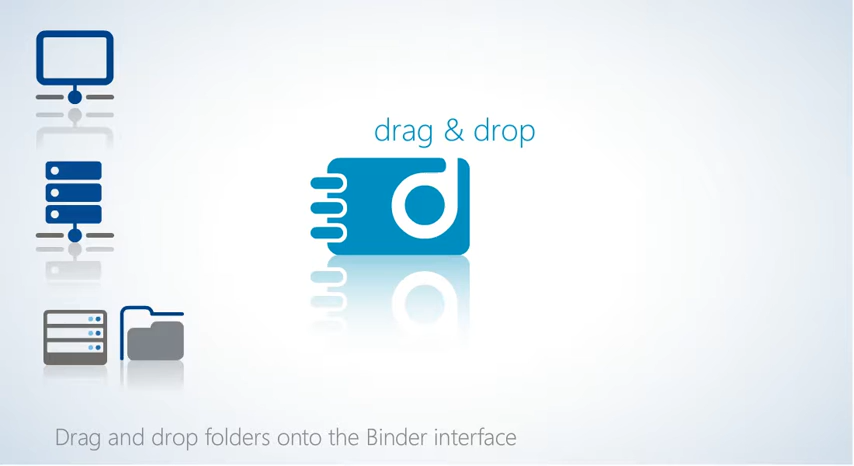 drag & drop
d
Drag and drop folders onto the Binder interface